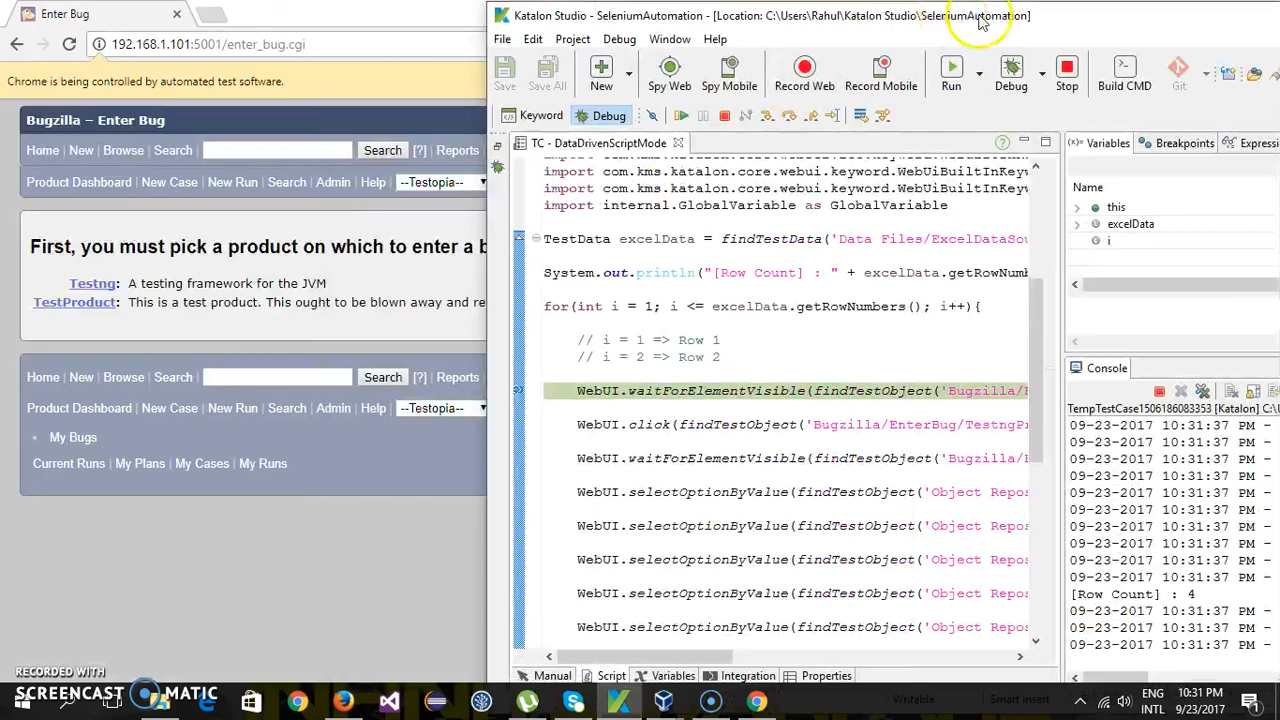 Enter Bug
192.168.1.101:5001/enter_bug.cgi
Chrome is being controlled by automated test software.
Bugzilla – Enter Bug
Home | New | Browse | Search Search [?] | Reports
Product Dashboard | New Case | New Run | Search | Admin | Help --Testopia--
First, you must pick a product on which to enter a b
Testng: A testing framework for the JVM
TestProduct: This is a test product. This ought to be blown away and re
Home | New | Browse | Search Search [?] | Reports
Product Dashboard | New Case | New Run | Search | Admin | Help --Testopia--
My Bugs
Current Runs | My Plans | My Cases | My Runs
Katalon Studio - SeleniumAutomation - [Location: C:\Users\Rahul\Katalon Studio\SeleniumAutomation]
File Edit Project Debug Window Help
Save Save All New Spy Web Spy Mobile Record Web Record Mobile Run Debug Stop Build CMD Git
Keyword Debug
TC - DataDrivenScriptMode
import com.kms.katalon.core.webui.keyword.WebUiBuiltInKey
import internal.GlobalVariable as GlobalVariable
TestData excelData = findTestData('Data Files/ExcelDataSou
System.out.println("[Row Count] : " + excelData.getRowNumb
for(int i = 1; i <= excelData.getRowNumbers(); i++){
// i = 1 => Row 1
// i = 2 => Row 2
WebUI.waitForElementVisible(findTestObject('Bugzilla/E
WebUI.click(findTestObject('Bugzilla/EnterBug/TestngPr
WebUI.waitForElementVisible(findTestObject('Bugzilla/E
WebUI.selectOptionByValue(findTestObject('Object Repos
WebUI.selectOptionByValue(findTestObject('Object Repos
WebUI.selectOptionByValue(findTestObject('Object Repos
WebUI.selectOptionByValue(findTestObject('Object Repos
WebUI.selectOptionByValue(findTestObject('Object Repos
Manual Script Variables Integration Properties
(x)= Variables Breakpoints Expressi
Name
this
excelData
i
Console
TempTestCase1506186083353 [Katalon] C:\
09-23-2017 10:31:37 PM -
09-23-2017 10:31:37 PM -
09-23-2017 10:31:37 PM -
09-23-2017 10:31:37 PM -
09-23-2017 10:31:37 PM -
09-23-2017 10:31:37 PM -
09-23-2017 10:31:37 PM -
09-23-2017 10:31:37 PM -
09-23-2017 10:31:37 PM -
09-23-2017 10:31:37 PM -
[Row Count] : 4
09-23-2017 10:31:37 PM -
09-23-2017 10:31:37 PM -
09-23-2017 10:31:37 PM -
Writable Smart Insert
RECORDED WITH
SCREENCAST MATIC
ENG
INTL
10:31 PM
9/23/2017